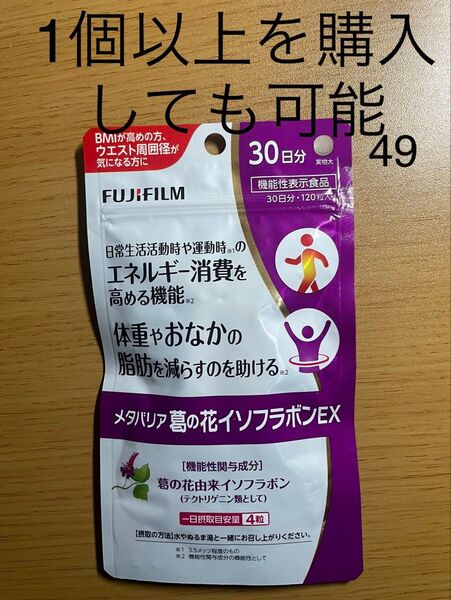 1個以上を購入
しても可能
49
BMIが高めの方、
ウエスト周囲径が
気になる方に
30日分
実物大
機能性表示食品
30日分・120粒入
FUJIFILM
日常生活活動時や運動時※1の
エネルギー消費を
高める機能※2
体重やおなかの
脂肪を減らすのを助ける※2
メタバリア 葛の花イソフラボンEX
［機能性関与成分］
葛の花由来イソフラボン
（テクトリゲニン類として）
一日摂取目安量 4粒
［摂取の方法］水やぬるま湯と一緒にお召し上がりください。
※1 3.5メッツ程度のもの
※2 機能性関与成分の機能性として